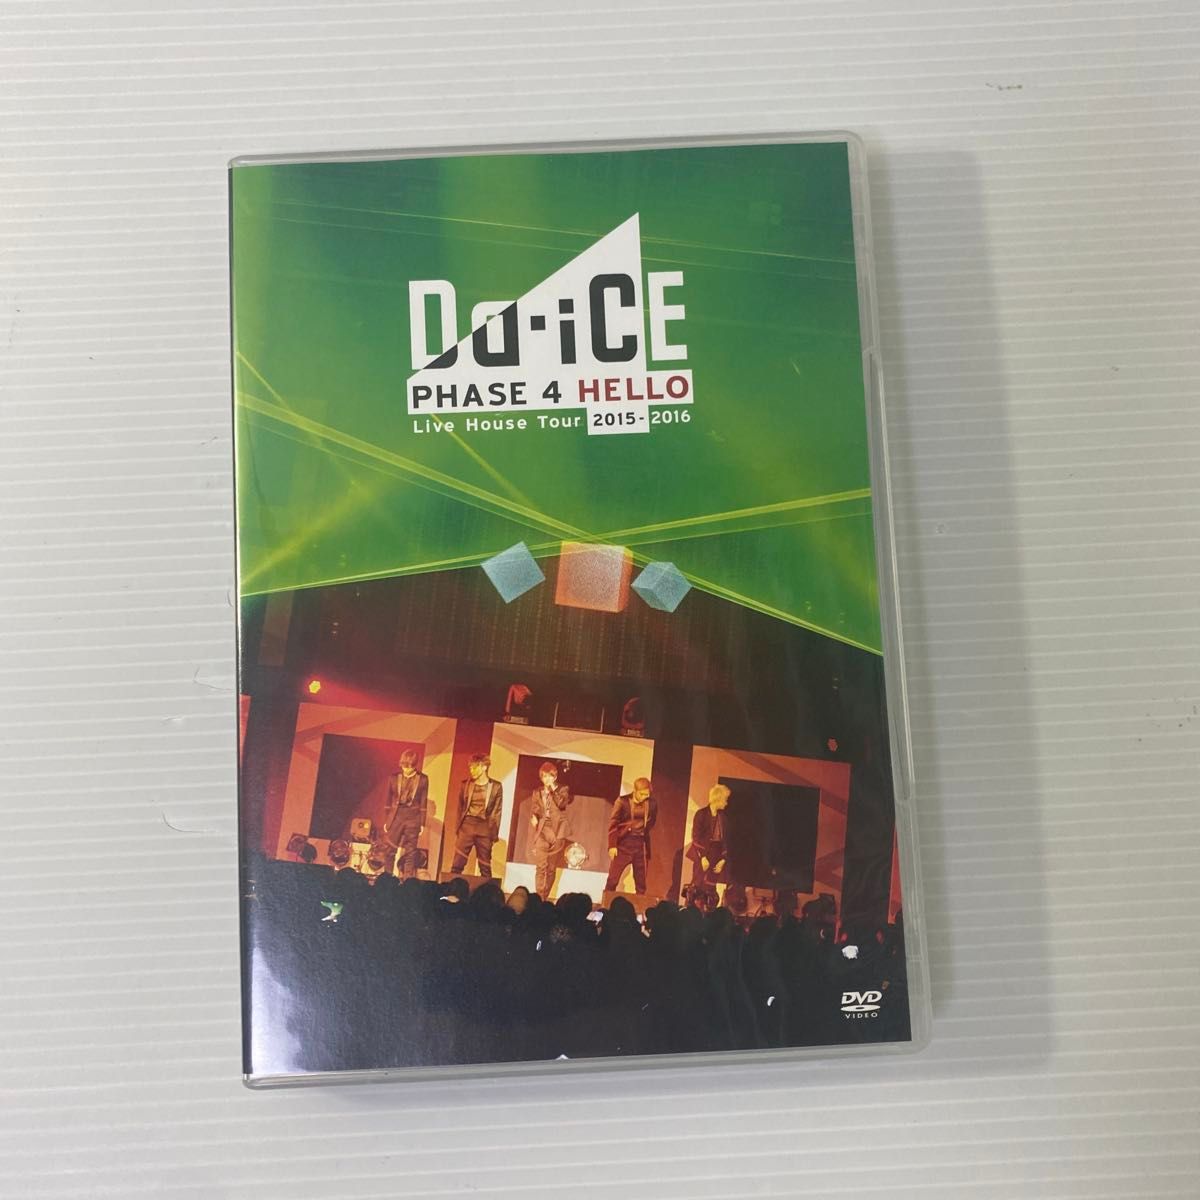 Da-iCE
PHASE 4 HELLO
Live House Tour 2015-2016
DVD
VIDEO